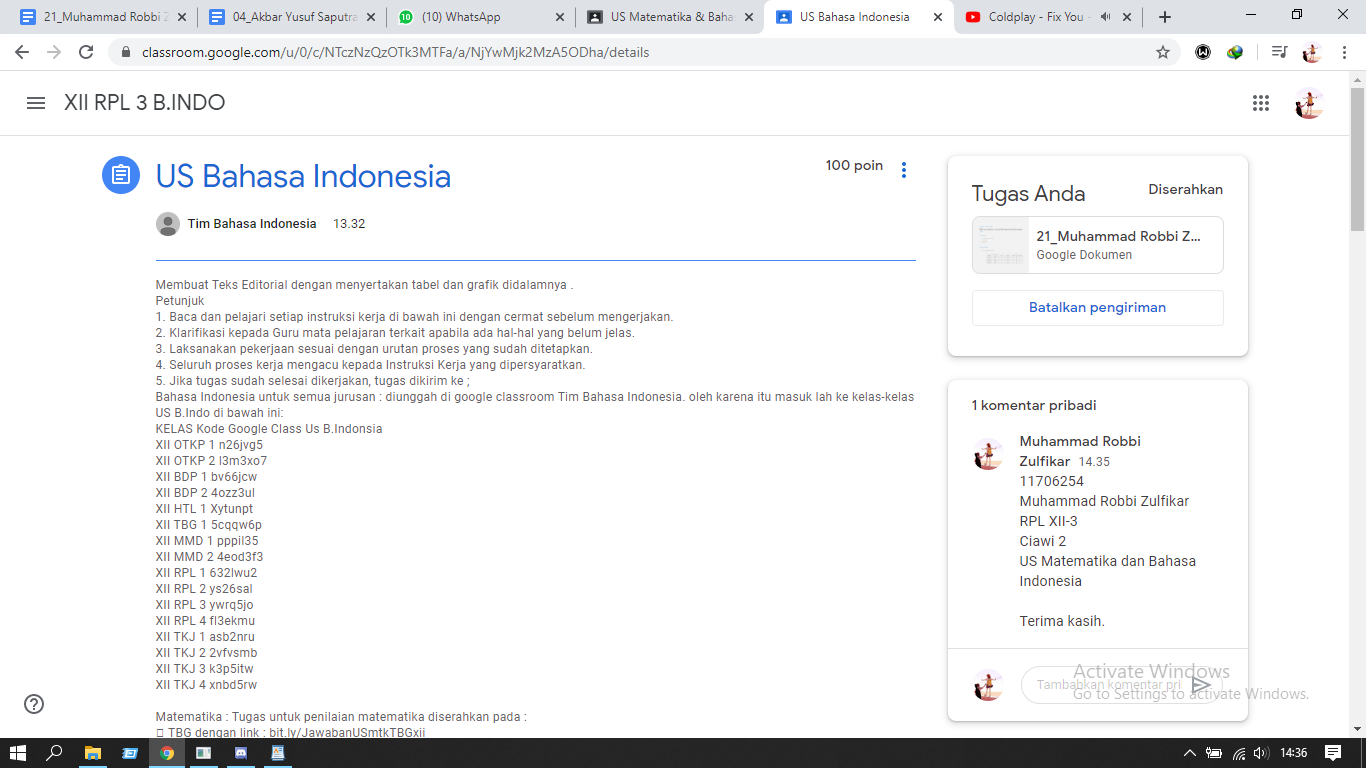 21_Muhammad Robbi Z
04_Akbar Yusuf Saputra
(10) WhatsApp
US Matematika & Bahas
US Bahasa Indonesia
Coldplay - Fix You -
classroom.google.com/u/0/c/NTczNzQzOTk3MTFa/a/NjYwMjk2MzA5ODha/details
XII RPL 3 B.INDO
US Bahasa Indonesia
100 poin
Tim Bahasa Indonesia 13.32
Membuat Teks Editorial dengan menyertakan tabel dan grafik didalamnya .
Petunjuk
1. Baca dan pelajari setiap instruksi kerja di bawah ini dengan cermat sebelum mengerjakan.
2. Klarifikasi kepada Guru mata pelajaran terkait apabila ada hal-hal yang belum jelas.
3. Laksanakan pekerjaan sesuai dengan urutan proses yang sudah ditetapkan.
4. Seluruh proses kerja mengacu kepada Instruksi Kerja yang dipersyaratkan.
5. Jika tugas sudah selesai dikerjakan, tugas dikirim ke ;
Bahasa Indonesia untuk semua jurusan : diunggah di google classroom Tim Bahasa Indonesia. oleh karena itu masuk lah ke kelas-kelas
US B.Indo di bawah ini:
KELAS Kode Google Class Us B.Indonsia
XII OTKP 1 n26jvg5
XII OTKP 2 l3m3xo7
XII BDP 1 bv66jcw
XII BDP 2 4ozz3ul
XII HTL 1 Xytunpt
XII TBG 1 5cqqw6p
XII MMD 1 pppil35
XII MMD 2 4eod3f3
XII RPL 1 632lwu2
XII RPL 2 ys26sal
XII RPL 3 ywrq5jo
XII RPL 4 fl3ekmu
XII TKJ 1 asb2nru
XII TKJ 2 2vfvsmb
XII TKJ 3 k3p5itw
XII TKJ 4 xnbd5rw
Matematika : Tugas untuk penilaian matematika diserahkan pada :
TBG dengan link : bit.ly/JawabanUSmtkTBGxii
Tugas Anda
Diserahkan
21_Muhammad Robbi Z...
Google Dokumen
Batalkan pengiriman
1 komentar pribadi
Muhammad Robbi
Zulfikar 14.35
11706254
Muhammad Robbi Zulfikar
RPL XII-3
Ciawi 2
US Matematika dan Bahasa
Indonesia
Terima kasih.
Tambahkan komentar pri
Activate Windows
Go to Settings to activate Windows.
14:36